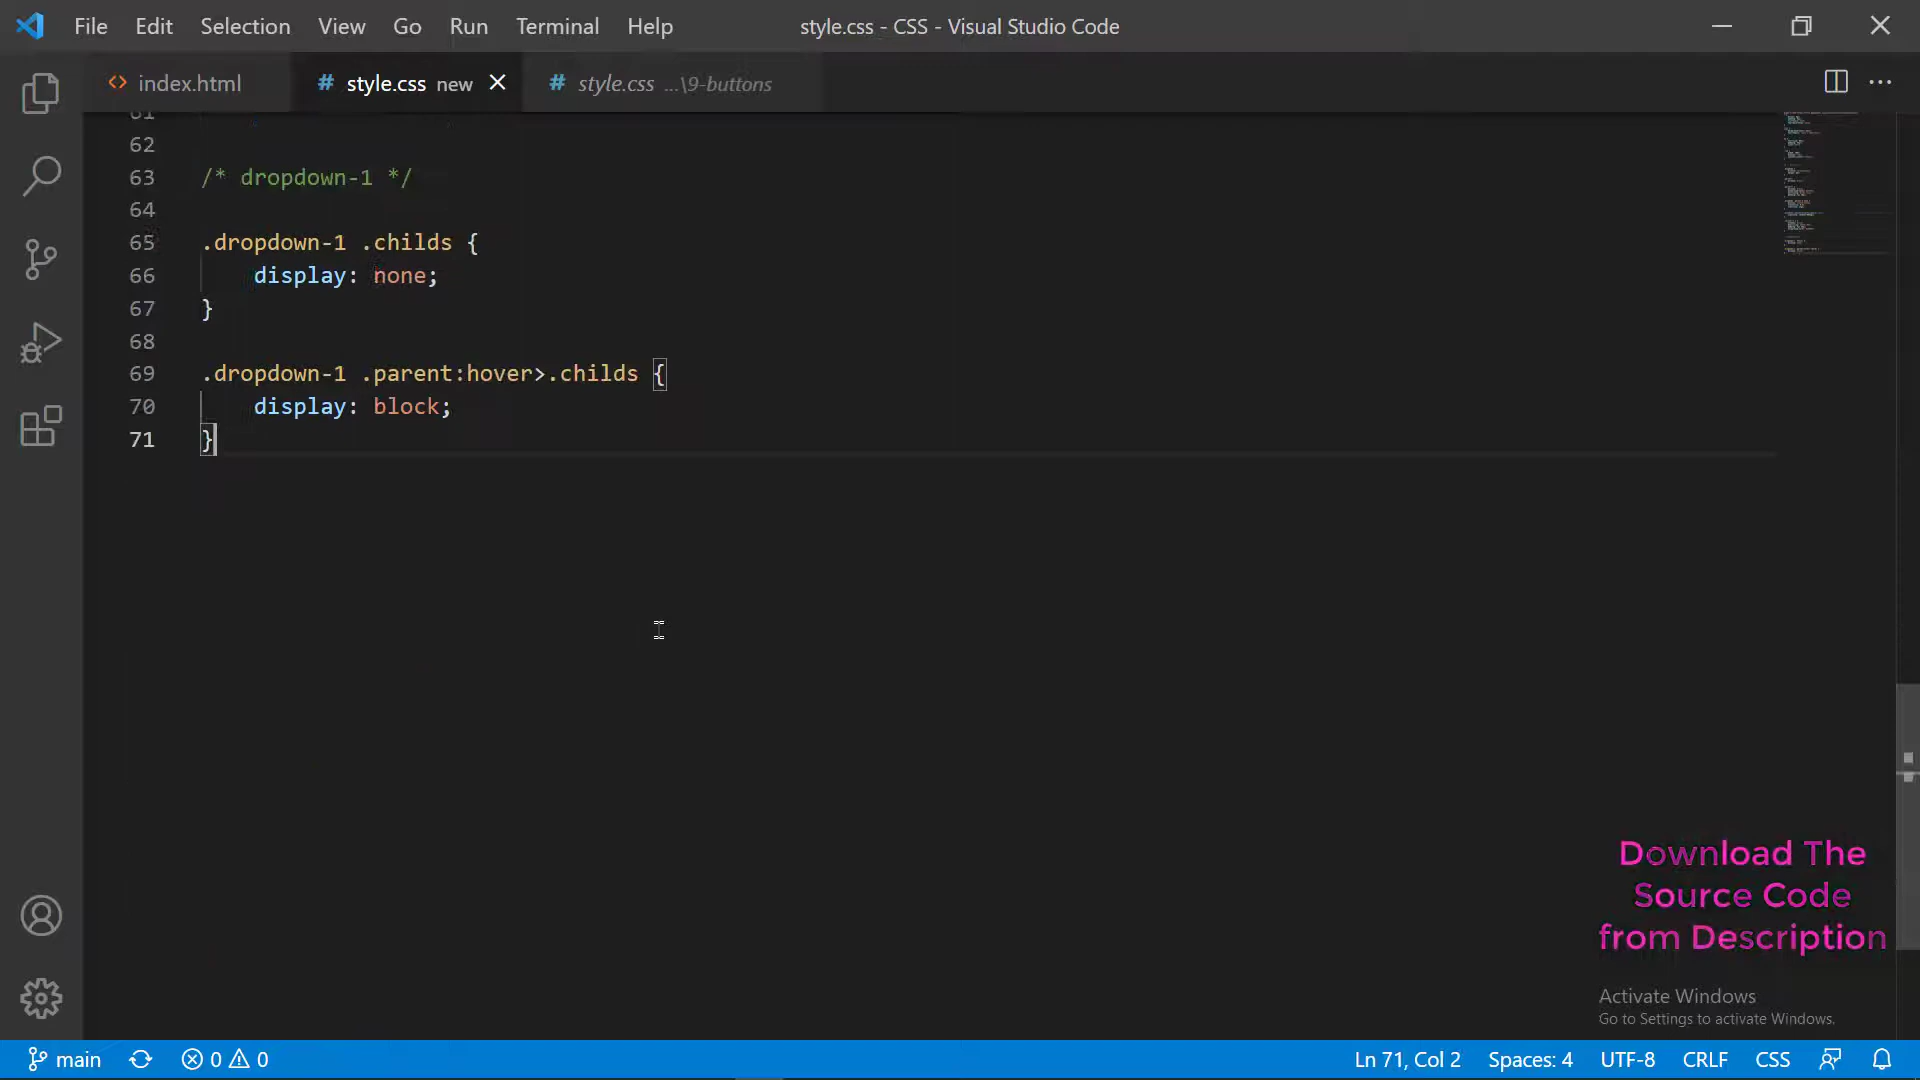 File Edit Selection View Go Run Terminal Help style.css - CSS - Visual Studio Code
index.html # style.css new # style.css ...\9-buttons
61
62
63 /* dropdown-1 */
64
65 .dropdown-1 .childs {
66 display: none;
67 }
68
69 .dropdown-1 .parent:hover>.childs {
70 display: block;
71 }
Download The
Source Code
from Description
Activate Windows
Go to Settings to activate Windows.
main 0 0 Ln 71, Col 2 Spaces: 4 UTF-8 CRLF CSS